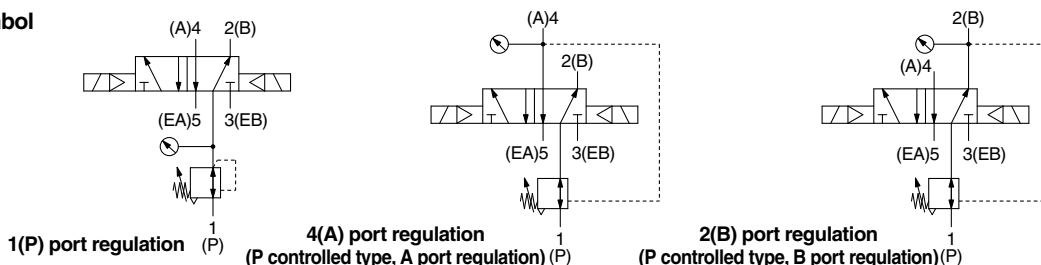 nbol
(A)4 2(B)
(EA)5 3(EB)
1
(P)
1(P) port regulation
(A)4
2(B)
(EA)5 3(EB)
1
(P)
4(A) port regulation
(P controlled type, A port regulation)
2(B)
(A)4
(EA)5 3(EB)
1
(P)
2(B) port regulation
(P controlled type, B port regulation)